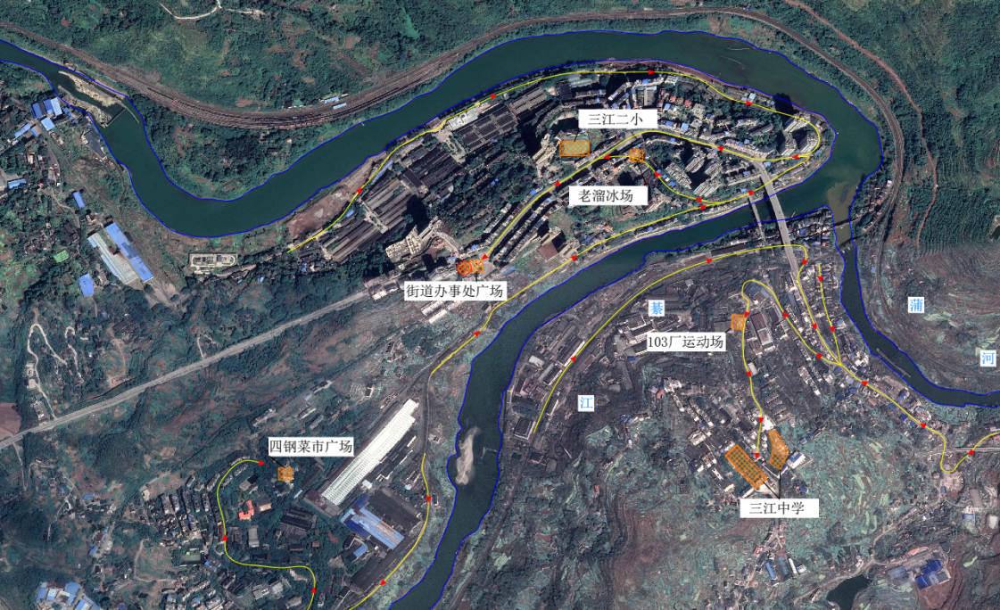 三江二小
老溜冰场
街道办事处广场
綦
蒲
103厂运动场
河
江
四钢菜市广场
三江中学